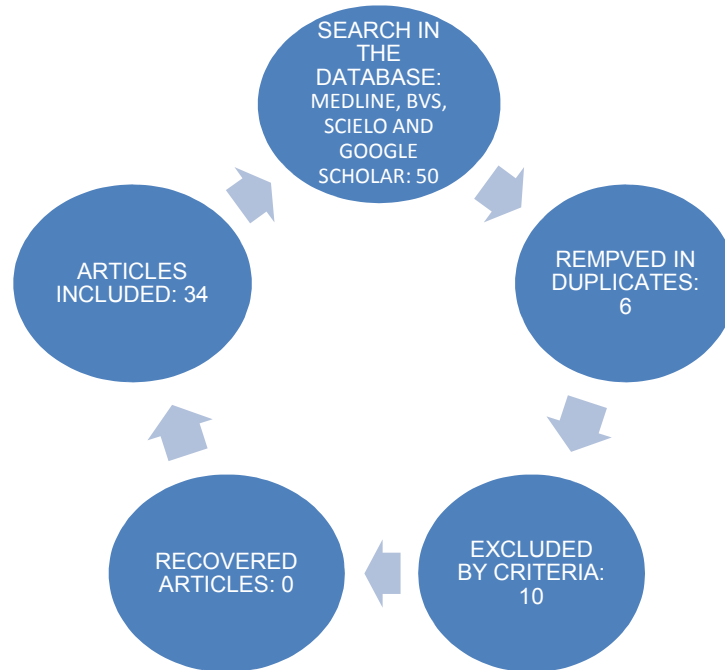 SEARCH IN
THE
DATABASE:
MEDLINE, BVS,
SCIELO AND
GOOGLE
SCHOLAR: 50
REMPVED IN
DUPLICATES:
6
EXCLUDED
BY CRITERIA:
10
RECOVERED
ARTICLES: 0
ARTICLES
INCLUDED: 34